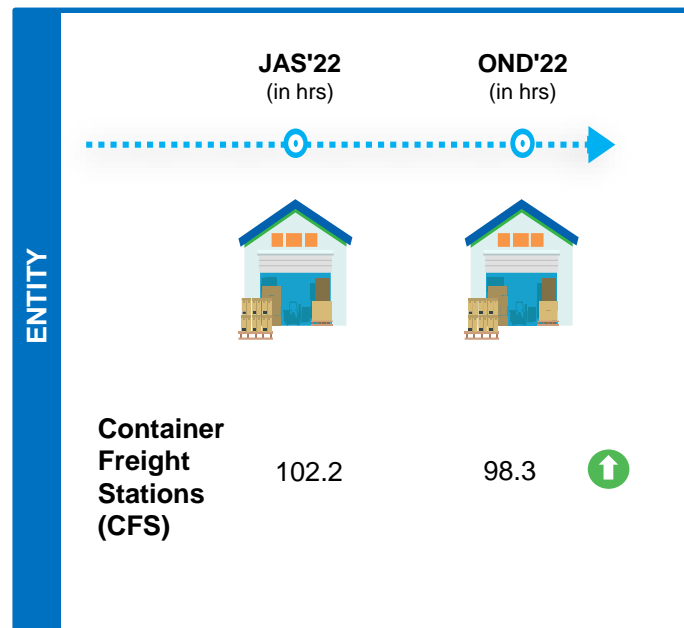 JAS'22 OND'22
(in hrs) (in hrs)
ENTITY
Container
Freight
Stations
(CFS)
102.2 98.3